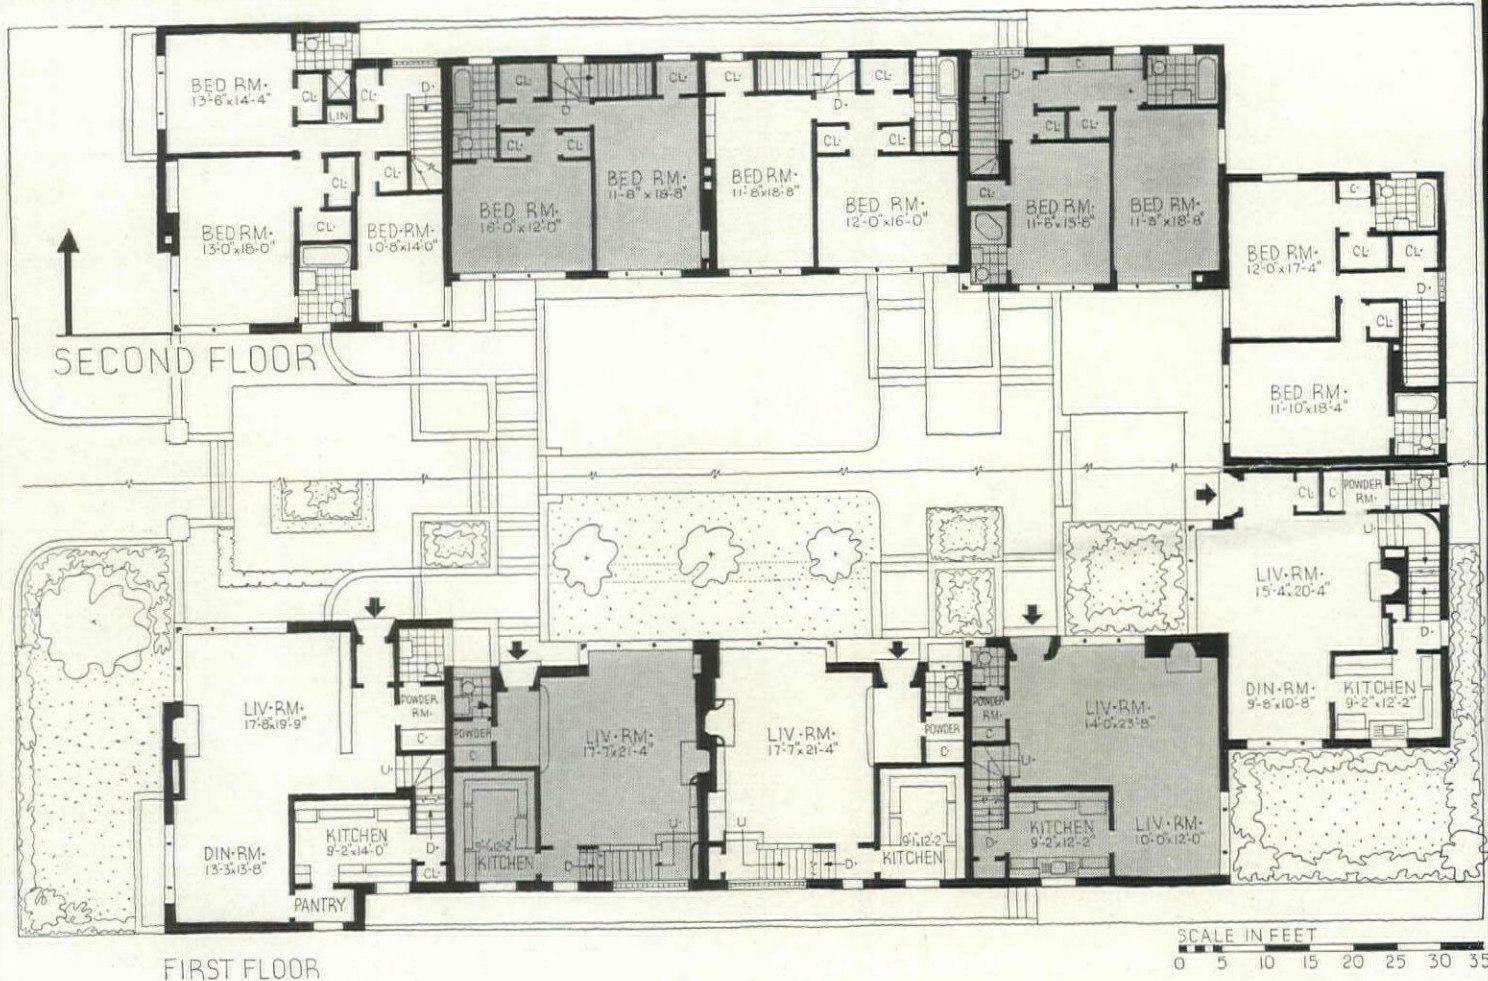 BED RM.
13'-6"x14'-4"
CL.
LIN.
CL.
D.
CL.
CL.
CL.
BED RM.
13'-0"x18'-0"
BED.RM.
10'-8"x14'-0"
SECOND FLOOR
CL.
D.
CL.
CL.
CL.
BED RM.
16'-0"x12'-0"
BED RM.
11'-8"x18'-8"
CL.
D.
CL.
CL.
CL.
BED RM.
11'-8"x18'-8"
BED RM.
12'-0"x16'-0"
D.
C.
CL.
CL.
CL.
BED RM.
BED RM.
11'-8"x18'-8"
C.
CL.
CL.
BED RM.
12'-0"x17'-4"
D.
CL.
BED RM.
11'-10"x18'-4"
CL.
C.
POWDER
RM.
U.
LIV.RM.
15'-4"x20'-4"
D.
DIN.RM.
9'-8"x10'-8"
KITCHEN
9'-2"x12'-2"
LIV.RM.
17'-8"x19'-9"
POWDER
RM.
C.
U.
KITCHEN
9'-2"x14'-0"
D.
CL.
DIN.RM.
13'-3"x13'-8"
PANTRY
POWDER
C.
LIV.RM.
17'-7"x21'-4"
9'-1"x12'-2"
KITCHEN
D.
U.
LIV.RM.
17'-7"x21'-4"
POWDER
C.
U.
D.
9'-1"x12'-2"
KITCHEN
POWDER
RM.
C.
U.
LIV.RM.
14'-0"x23'-8"
D.
KITCHEN
9'-2"x12'-2"
LIV.RM.
10'-0"x12'-0"
FIRST FLOOR
SCALE IN FEET
0 5 10 15 20 25 30 35